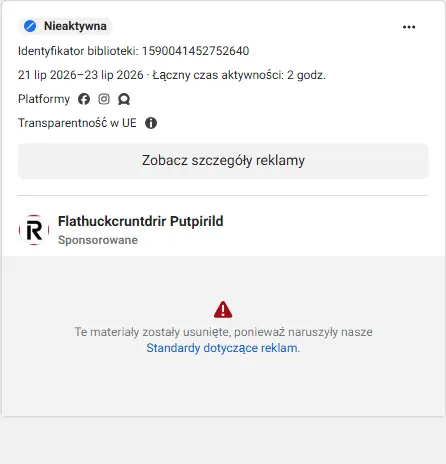 Nieaktywna
Identyfikator biblioteki: 1590041452752640
21 lip 2026–23 lip 2026 · Łączny czas aktywności: 2 godz.
Platformy
Transparentność w UE
Zobacz szczegóły reklamy
R
Flathuckcruntdrir Putpirild
Sponsorowane
Te materiały zostały usunięte, ponieważ naruszyły nasze
Standardy dotyczące reklam.